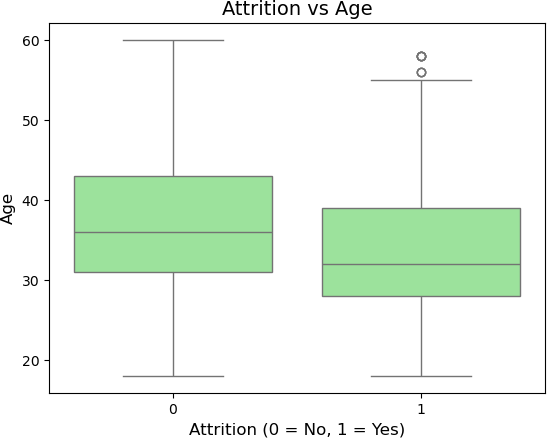 Attrition vs Age
60
50
40
30
20
Age
0
1
Attrition (0 = No, 1 = Yes)